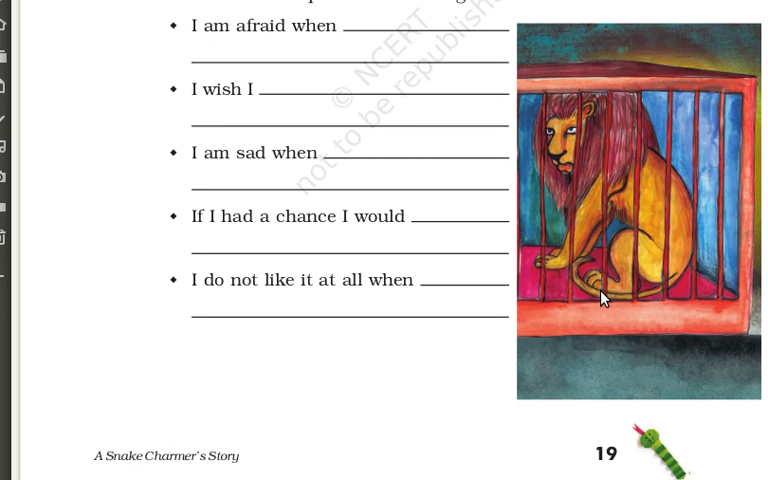 ◆ I am afraid when
◆ I wish I
◆ I am sad when
◆ If I had a chance I would
◆ I do not like it at all when
© NCERT
not to be republished
A Snake Charmer's Story
19